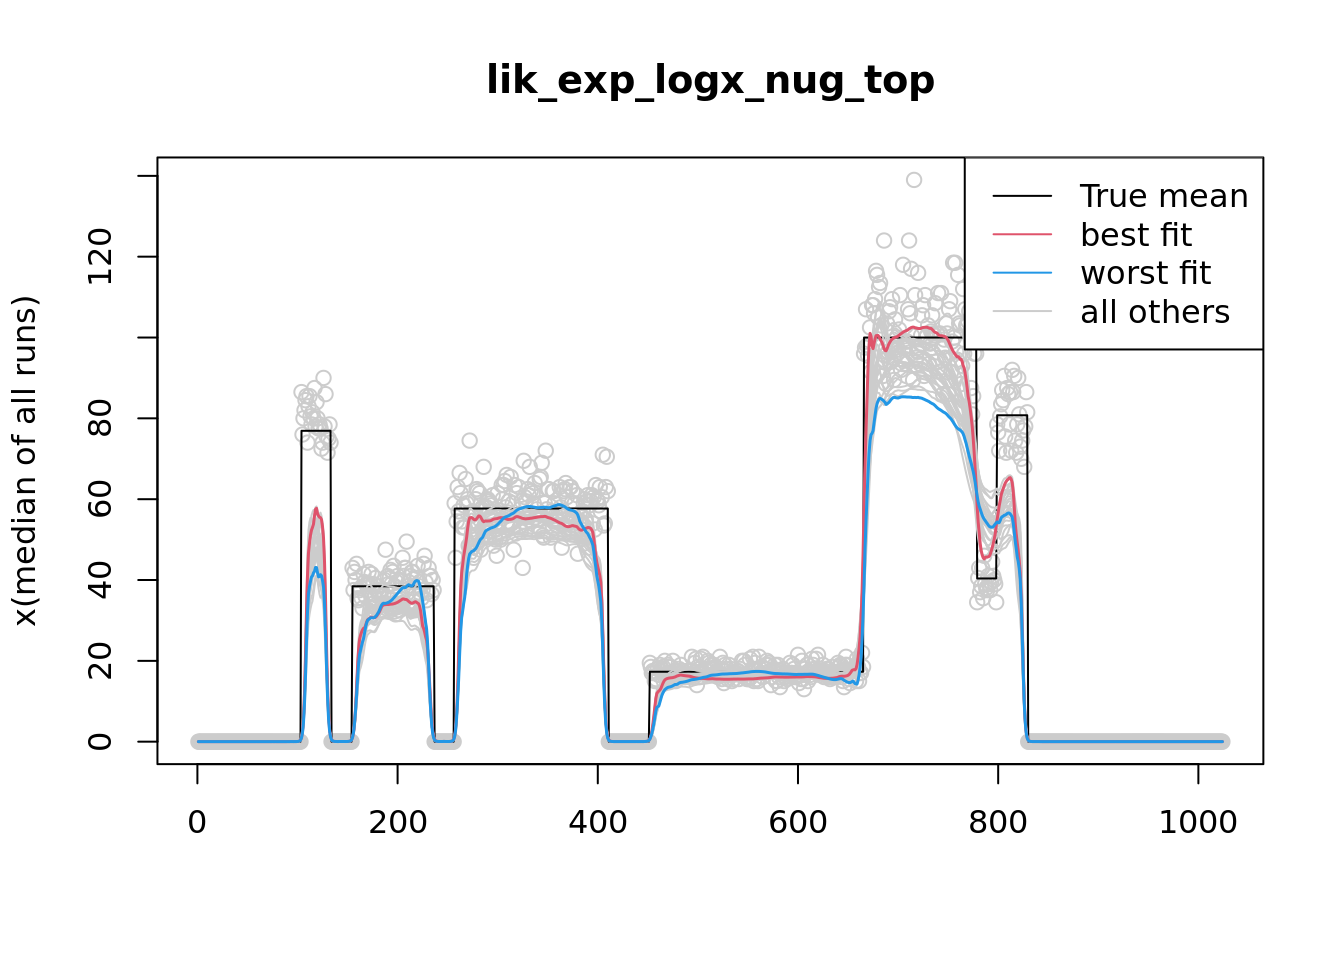 lik_exp_logx_nug_top
True mean
best fit
worst fit
all others
x(median of all runs)
120
80
60
40
20
0
0 200 400 600 800 1000